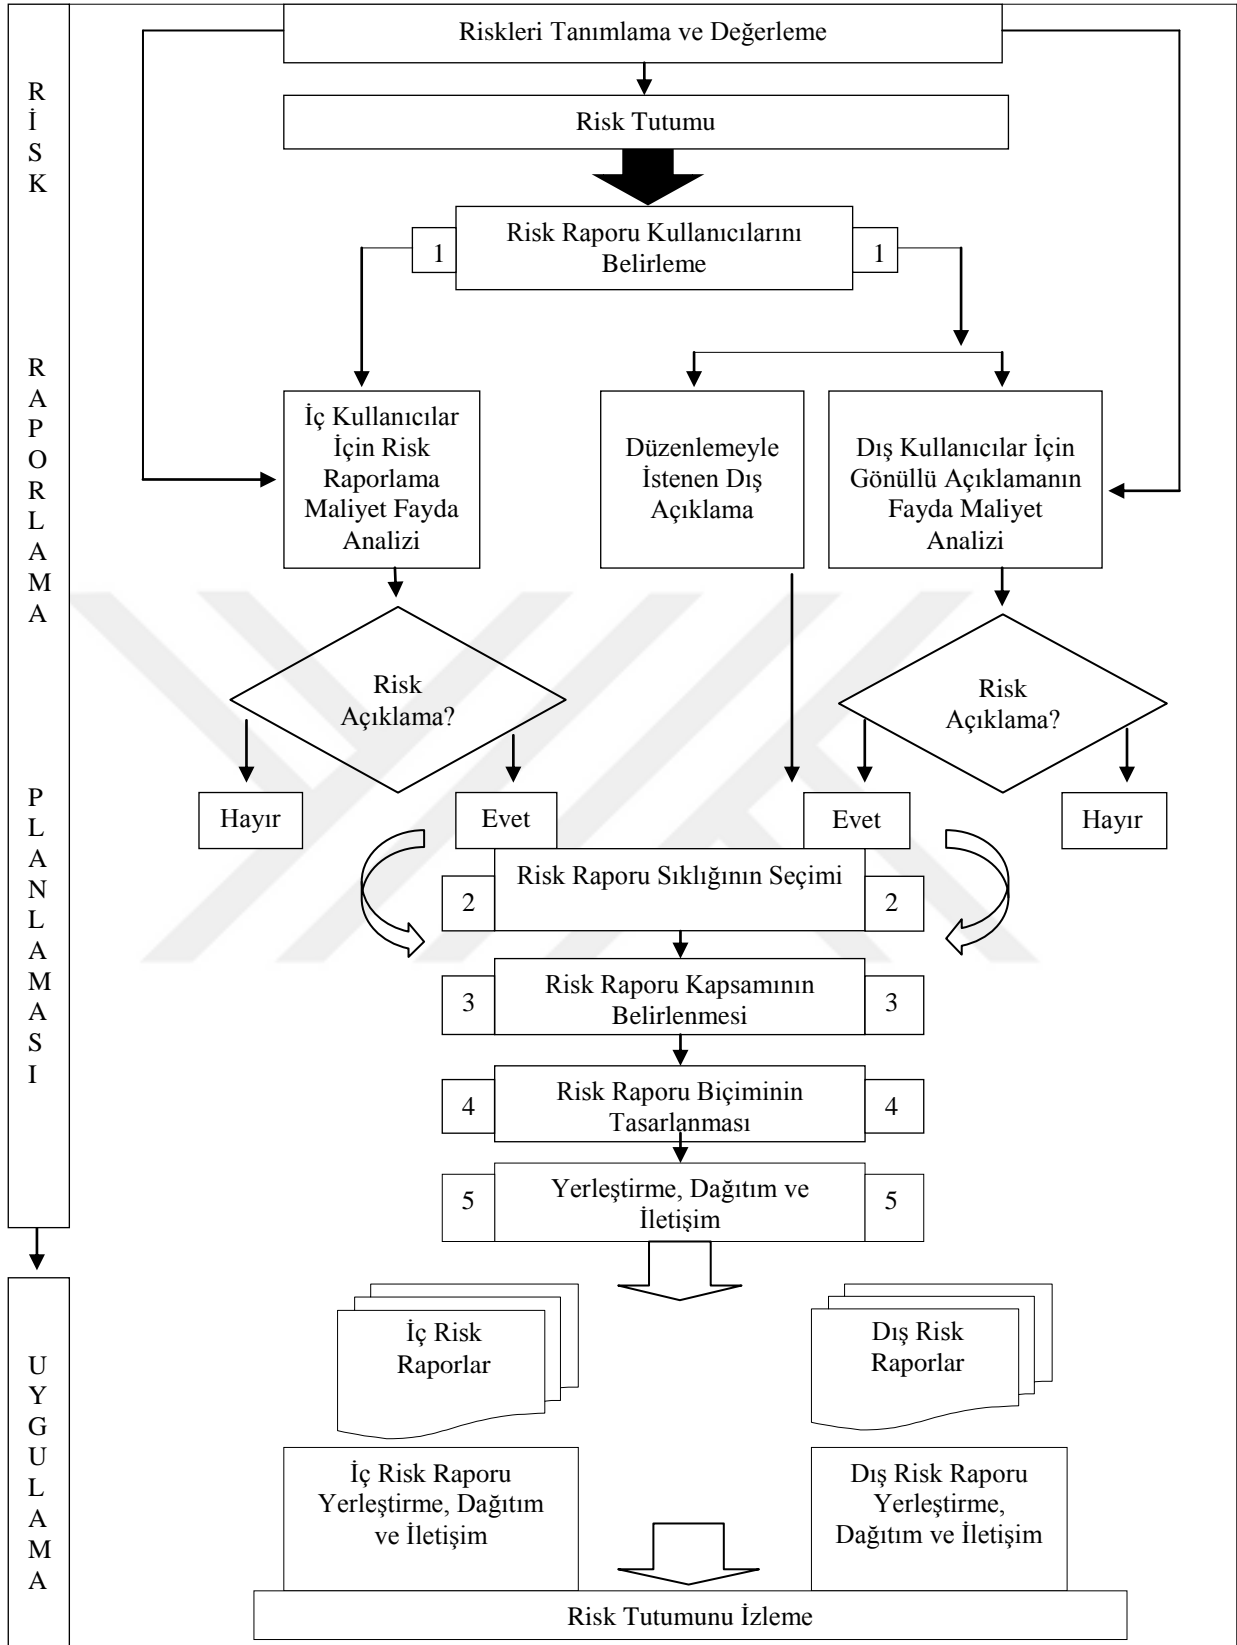 Riskleri Tanımlama ve Değerleme
Risk Tutumu
Risk Raporu Kullanıcılarını
Belirleme
1
1
İç Kullanıcılar
İçin Risk
Raporlama
Maliyet Fayda
Analizi
Düzenlemeyle
İstenen Dış
Açıklama
Dış Kullanıcılar İçin
Gönüllü Açıklamanın
Fayda Maliyet
Analizi
Risk
Açıklama?
Risk
Açıklama?
Hayır
Evet
Evet
Hayır
Risk Raporu Sıklığının Seçimi
2
2
Risk Raporu Kapsamının
Belirlenmesi
3
3
Risk Raporu Biçiminin
Tasarlanması
4
4
Yerleştirme, Dağıtım ve
İletişim
5
5
RİSK
RAPORLAMA
PLANLAMASI
İç Risk
Raporlar
Dış Risk
Raporlar
İç Risk Raporu
Yerleştirme, Dağıtım
ve İletişim
Dış Risk Raporu
Yerleştirme,
Dağıtım ve İletişim
Risk Tutumunu İzleme
UYGULAMA